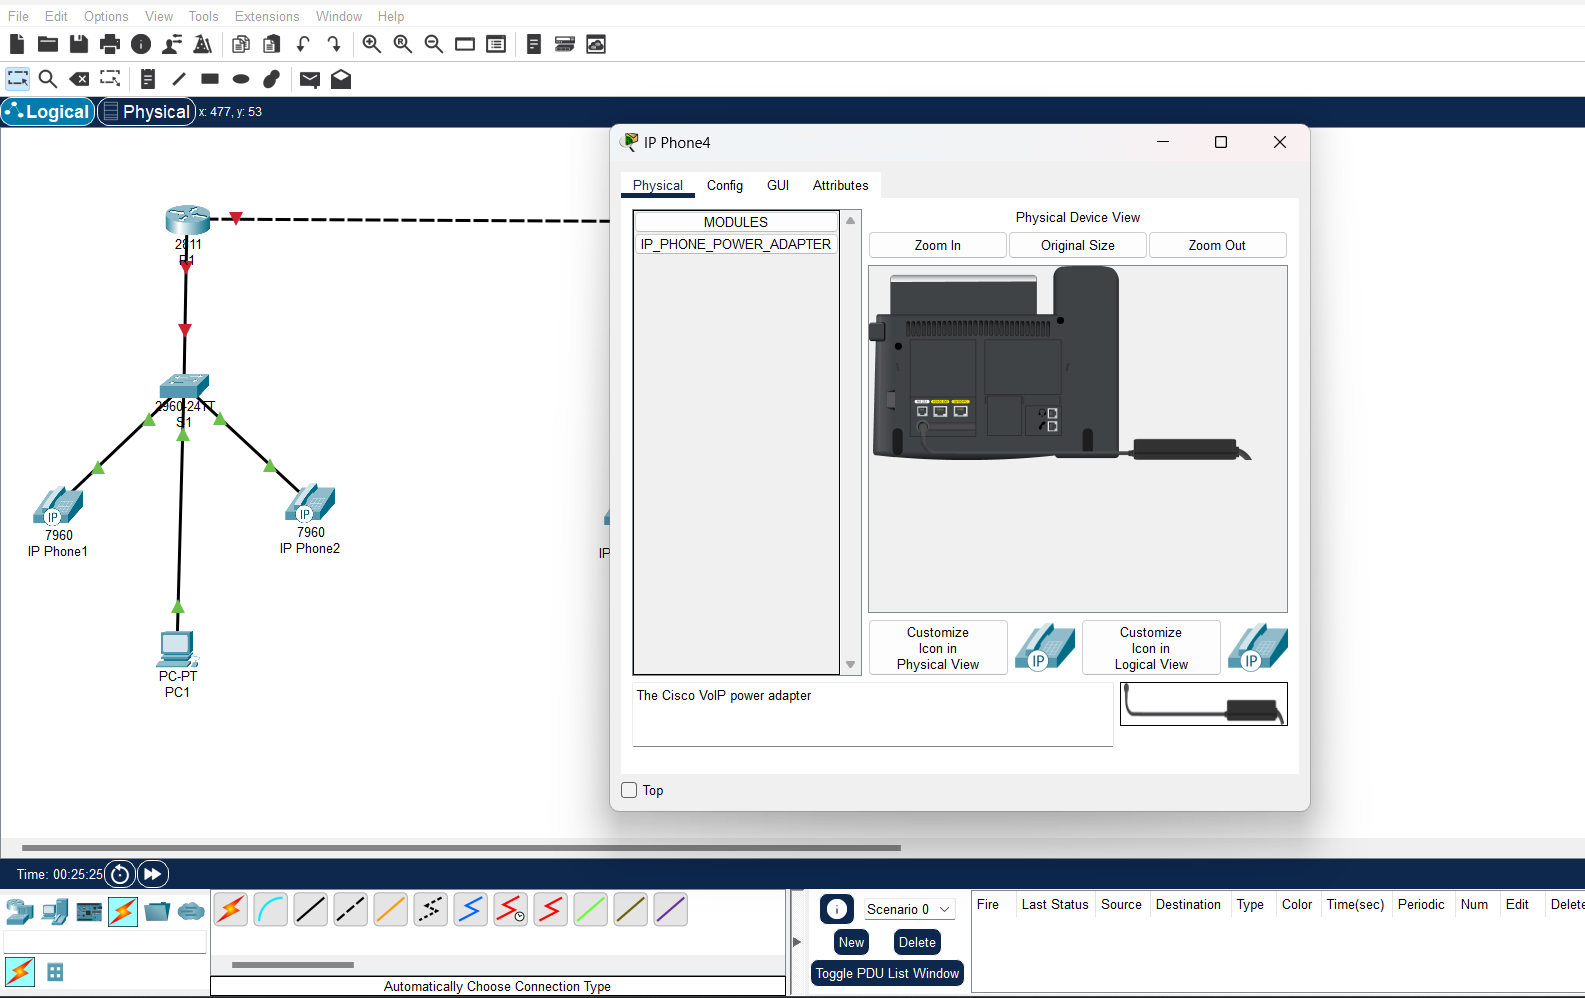 File Edit Options View Tools Extensions Window Help
Logical Physical x: 477, y: 53
IP Phone4
Physical Config GUI Attributes
MODULES
IP_PHONE_POWER_ADAPTER
Physical Device View
Zoom In Original Size Zoom Out
2811
R1
2960-24TT
S1
7960
IP Phone1
7960
IP Phone2
IP
IP
IP
PC-PT
PC1
Customize
Icon in
Physical View
IP
Customize
Icon in
Logical View
IP
The Cisco VoIP power adapter
Top
Time: 00:25:25
Scenario 0
New Delete
Toggle PDU List Window
Fire Last Status Source Destination Type Color Time(sec) Periodic Num Edit Delete
Automatically Choose Connection Type